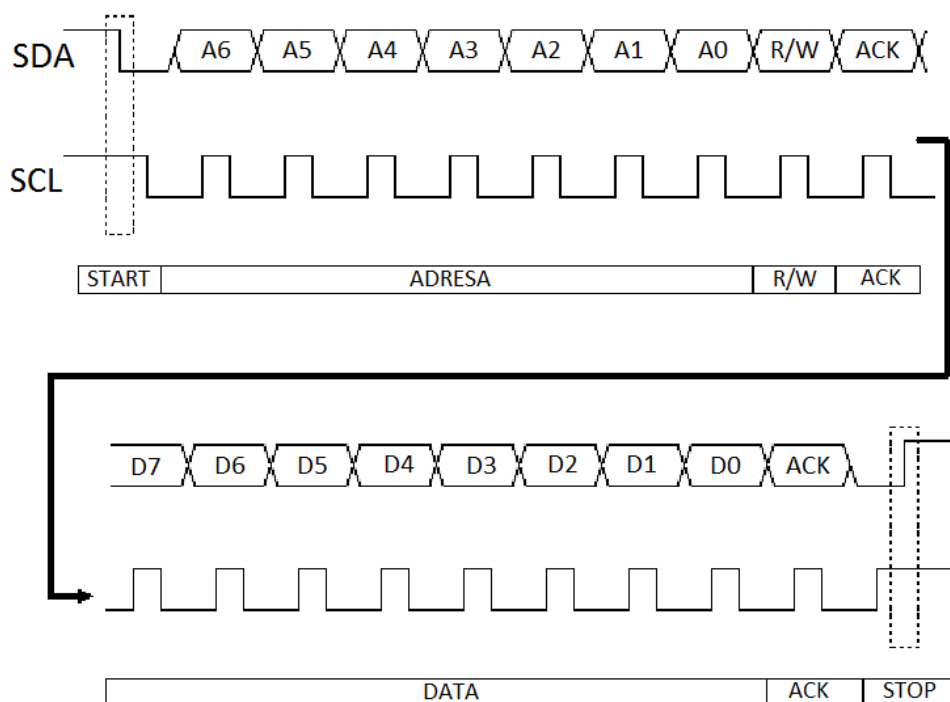 SDA A6 A5 A4 A3 A2 A1 A0 R/W ACK
SCL
START ADRESA R/W ACK
D7 D6 D5 D4 D3 D2 D1 D0 ACK
DATA ACK STOP